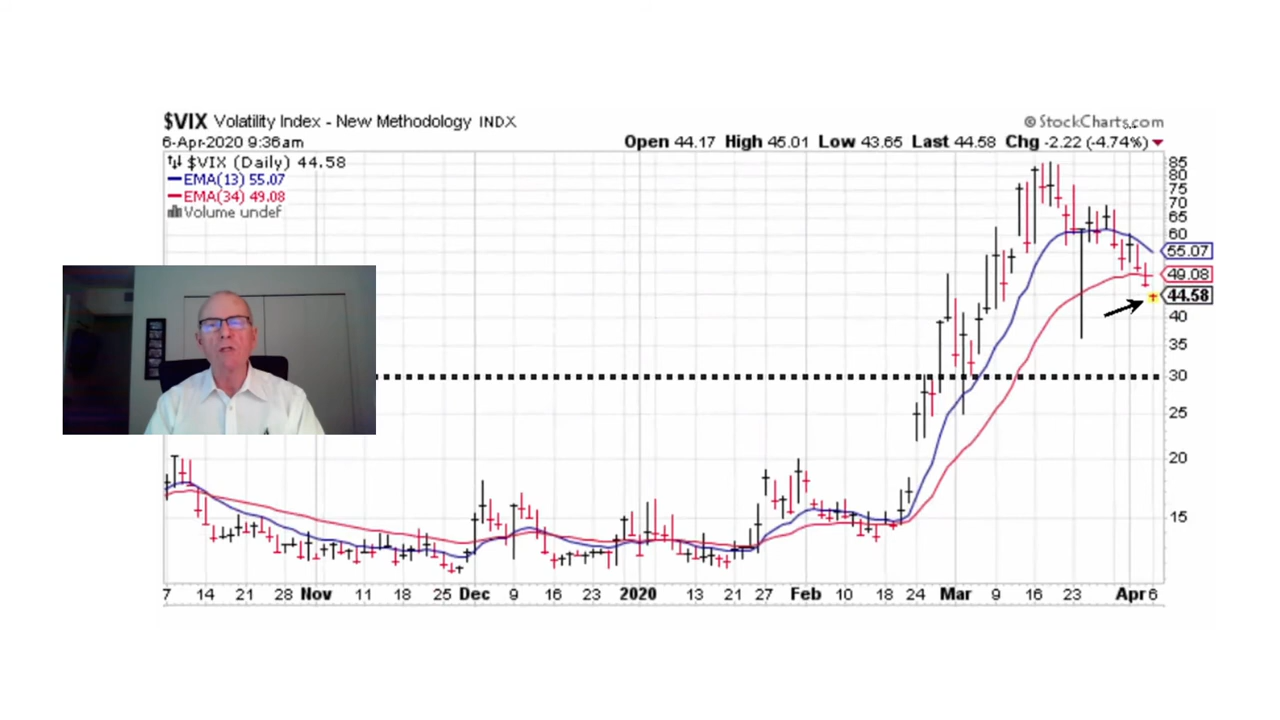 $VIX Volatility Index - New Methodology INDX
© StockCharts.com
6-Apr-2020 9:36am
Open 44.17 High 45.01 Low 43.65 Last 44.58 Chg -2.22 (-4.74%)
$VIX (Daily) 44.58
EMA(13) 55.07
EMA(34) 49.08
Volume undef
85
80
75
70
65
60
55.07
49.08
44.58
40
35
30
25
20
15
7 14 21 28 Nov 11 18 25 Dec 9 16 23 2020 13 21 27 Feb 10 18 24 Mar 9 16 23 Apr 6